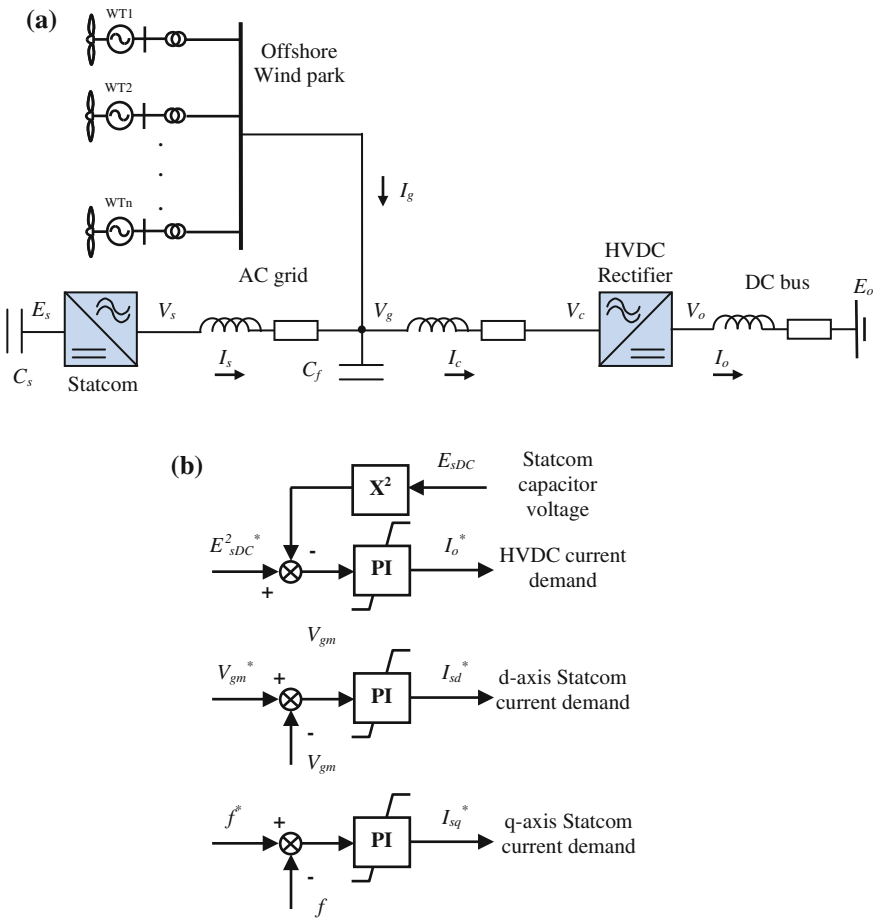 (a)
WT1
WT2
WTn
Offshore
Wind park
I_g
AC grid
HVDC
Rectifier
DC bus
E_s
V_s
V_g
V_c
V_o
E_o
C_s
Statcom
I_s
C_f
I_c
I_o
(b)
E_sDC
Statcom
capacitor
voltage
X²
E²_sDC*
-
+
PI
I_o*
HVDC current
demand
V_gm
V_gm*
+
-
PI
I_sd*
d-axis Statcom
current demand
V_gm
f*
+
-
PI
I_sq*
q-axis Statcom
current demand
f